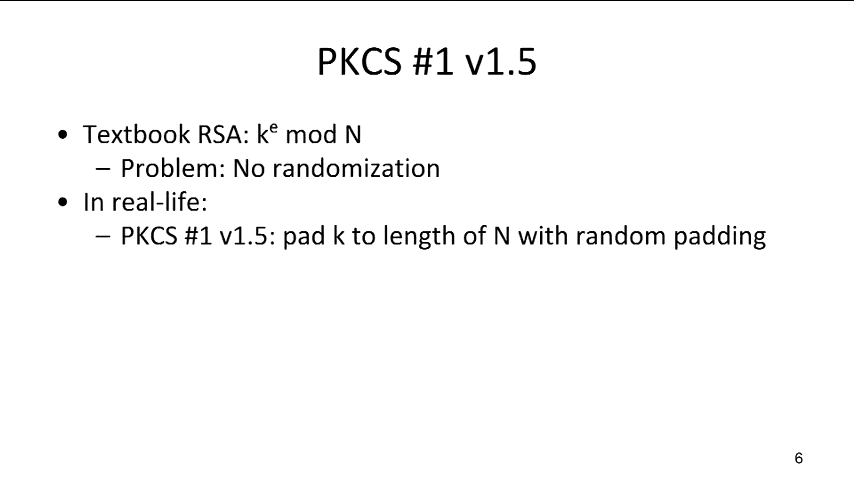 PKCS #1 v1.5
• Textbook RSA: kᵉ mod N
– Problem: No randomization
• In real-life:
– PKCS #1 v1.5: pad k to length of N with random padding
6